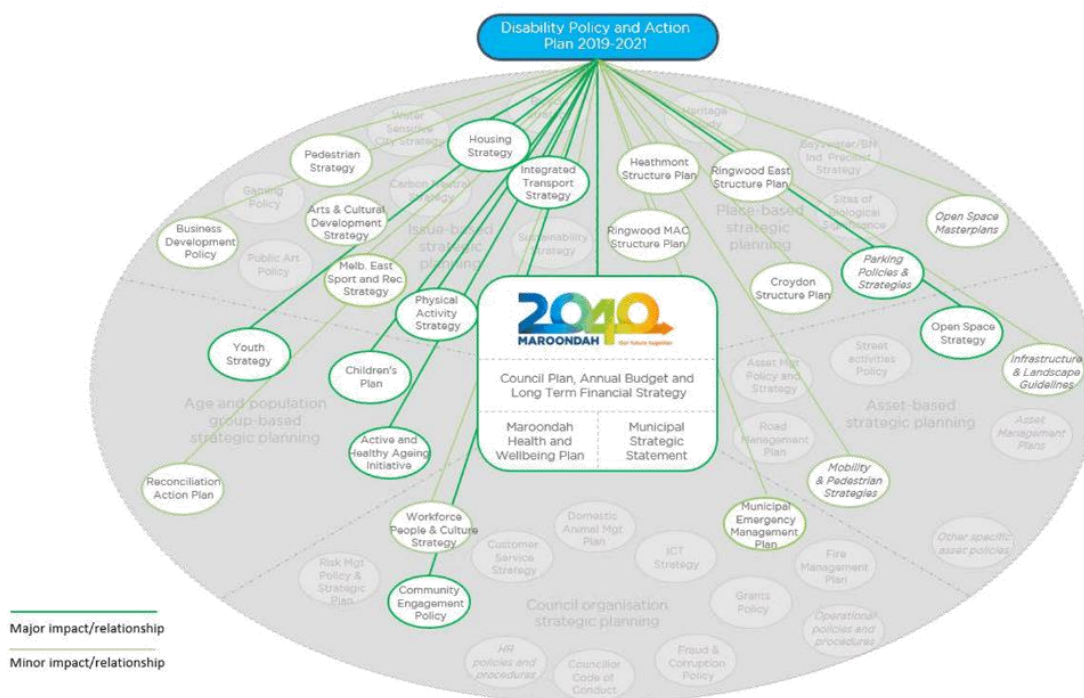 Disability Policy and Action
Plan 2019-2021
Water
Sensitive
City Strategy
Heritage
Study
Housing
Strategy
Pedestrian
Strategy
Integrated
Transport
Strategy
Heathmont
Structure Plan
Ringwood East
Structure Plan
Bayswater/BN
Ind Precinct
Strategy
Gaming
Policy
Carbon Neutral
Strategy
Sites of
Biological
Significance
Arts & Cultural
Development
Strategy
Issue-based
strategic
planning
Place-based
strategic
planning
Open Space
Masterplans
Business
Development
Policy
Sustainability
Strategy
Ringwood MAC
Structure Plan
Public Art
Policy
Melb. East
Sport and Rec.
Strategy
Croydon
Structure Plan
Parking
Policies &
Strategies
Physical
Activity
Strategy
2040
MAROONDAH
Our future together
Open Space
Strategy
Youth
Strategy
Children's
Plan
Street
activities
Policy
Infrastructure
& Landscape
Guidelines
Council Plan, Annual Budget and
Long Term Financial Strategy
Asset Mgt
Policy and
Strategy
Age and population
group-based
strategic planning
Asset-based
strategic planning
Maroondah
Health and
Wellbeing Plan
Municipal
Strategic
Statement
Road
Management
Plan
Asset
Management
Plans
Active and
Healthy Ageing
Initiative
Reconciliation
Action Plan
Mobility
& Pedestrian
Strategies
Workforce
People & Culture
Strategy
Domestic
Animal Mgt
Plan
Municipal
Emergency
Management
Plan
Customer
Service
Strategy
ICT
Strategy
Fire
Management
Plan
Other specific
asset policies
Risk Mgt
Policy &
Strategic
Plan
Community
Engagement
Policy
Council organisation
strategic planning
Grants
Policy
Operational
policies and
procedures
HR
policies and
procedures
Councillor
Code of
Conduct
Fraud &
Corruption
Policy
Major impact/relationship
Minor impact/relationship